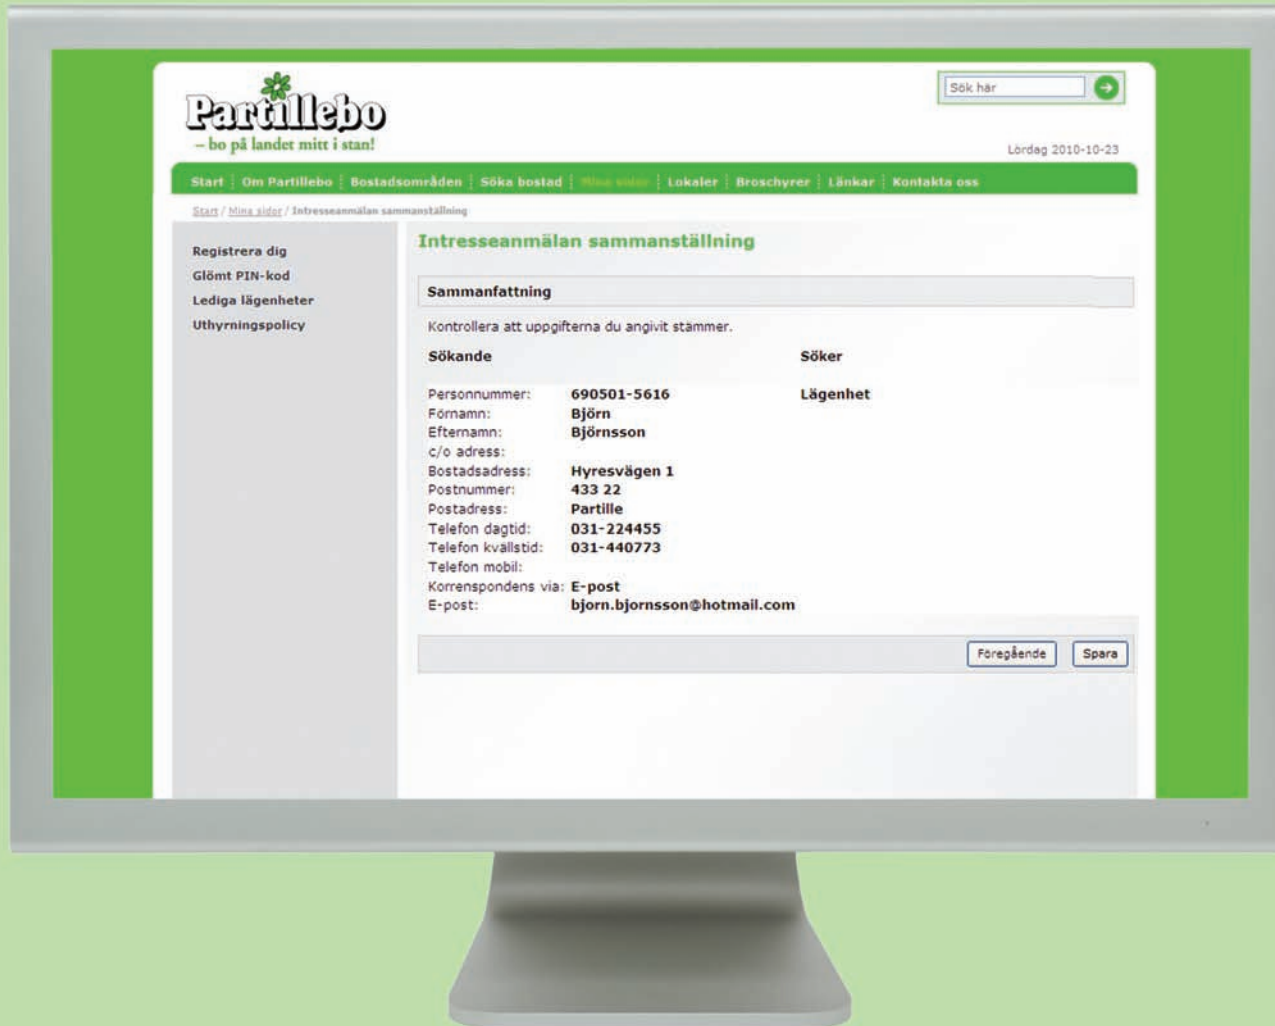 Partillebo
– bo på landet mitt i stan!
Sök här
Lördag 2010-10-23
Start Om Partillebo Bostadsområden Söka bostad Mina sidor Lokaler Broschyrer Länkar Kontakta oss
Start / Mina sidor / Intresseanmälan sammanställning
Registrera dig
Glömt PIN-kod
Lediga lägenheter
Uthyrningspolicy
Intresseanmälan sammanställning
Sammanfattning
Kontrollera att uppgifterna du angivit stämmer.
Sökande Söker
Personnummer: 690501-5616 Lägenhet
Förnamn: Björn
Efternamn: Björnsson
c/o adress:
Bostadsadress: Hyresvägen 1
Postnummer: 433 22
Postadress: Partille
Telefon dagtid: 031-224455
Telefon kvällstid: 031-440773
Telefon mobil:
Korrenspondens via: E-post
E-post: bjorn.bjornsson@hotmail.com
Föregående Spara